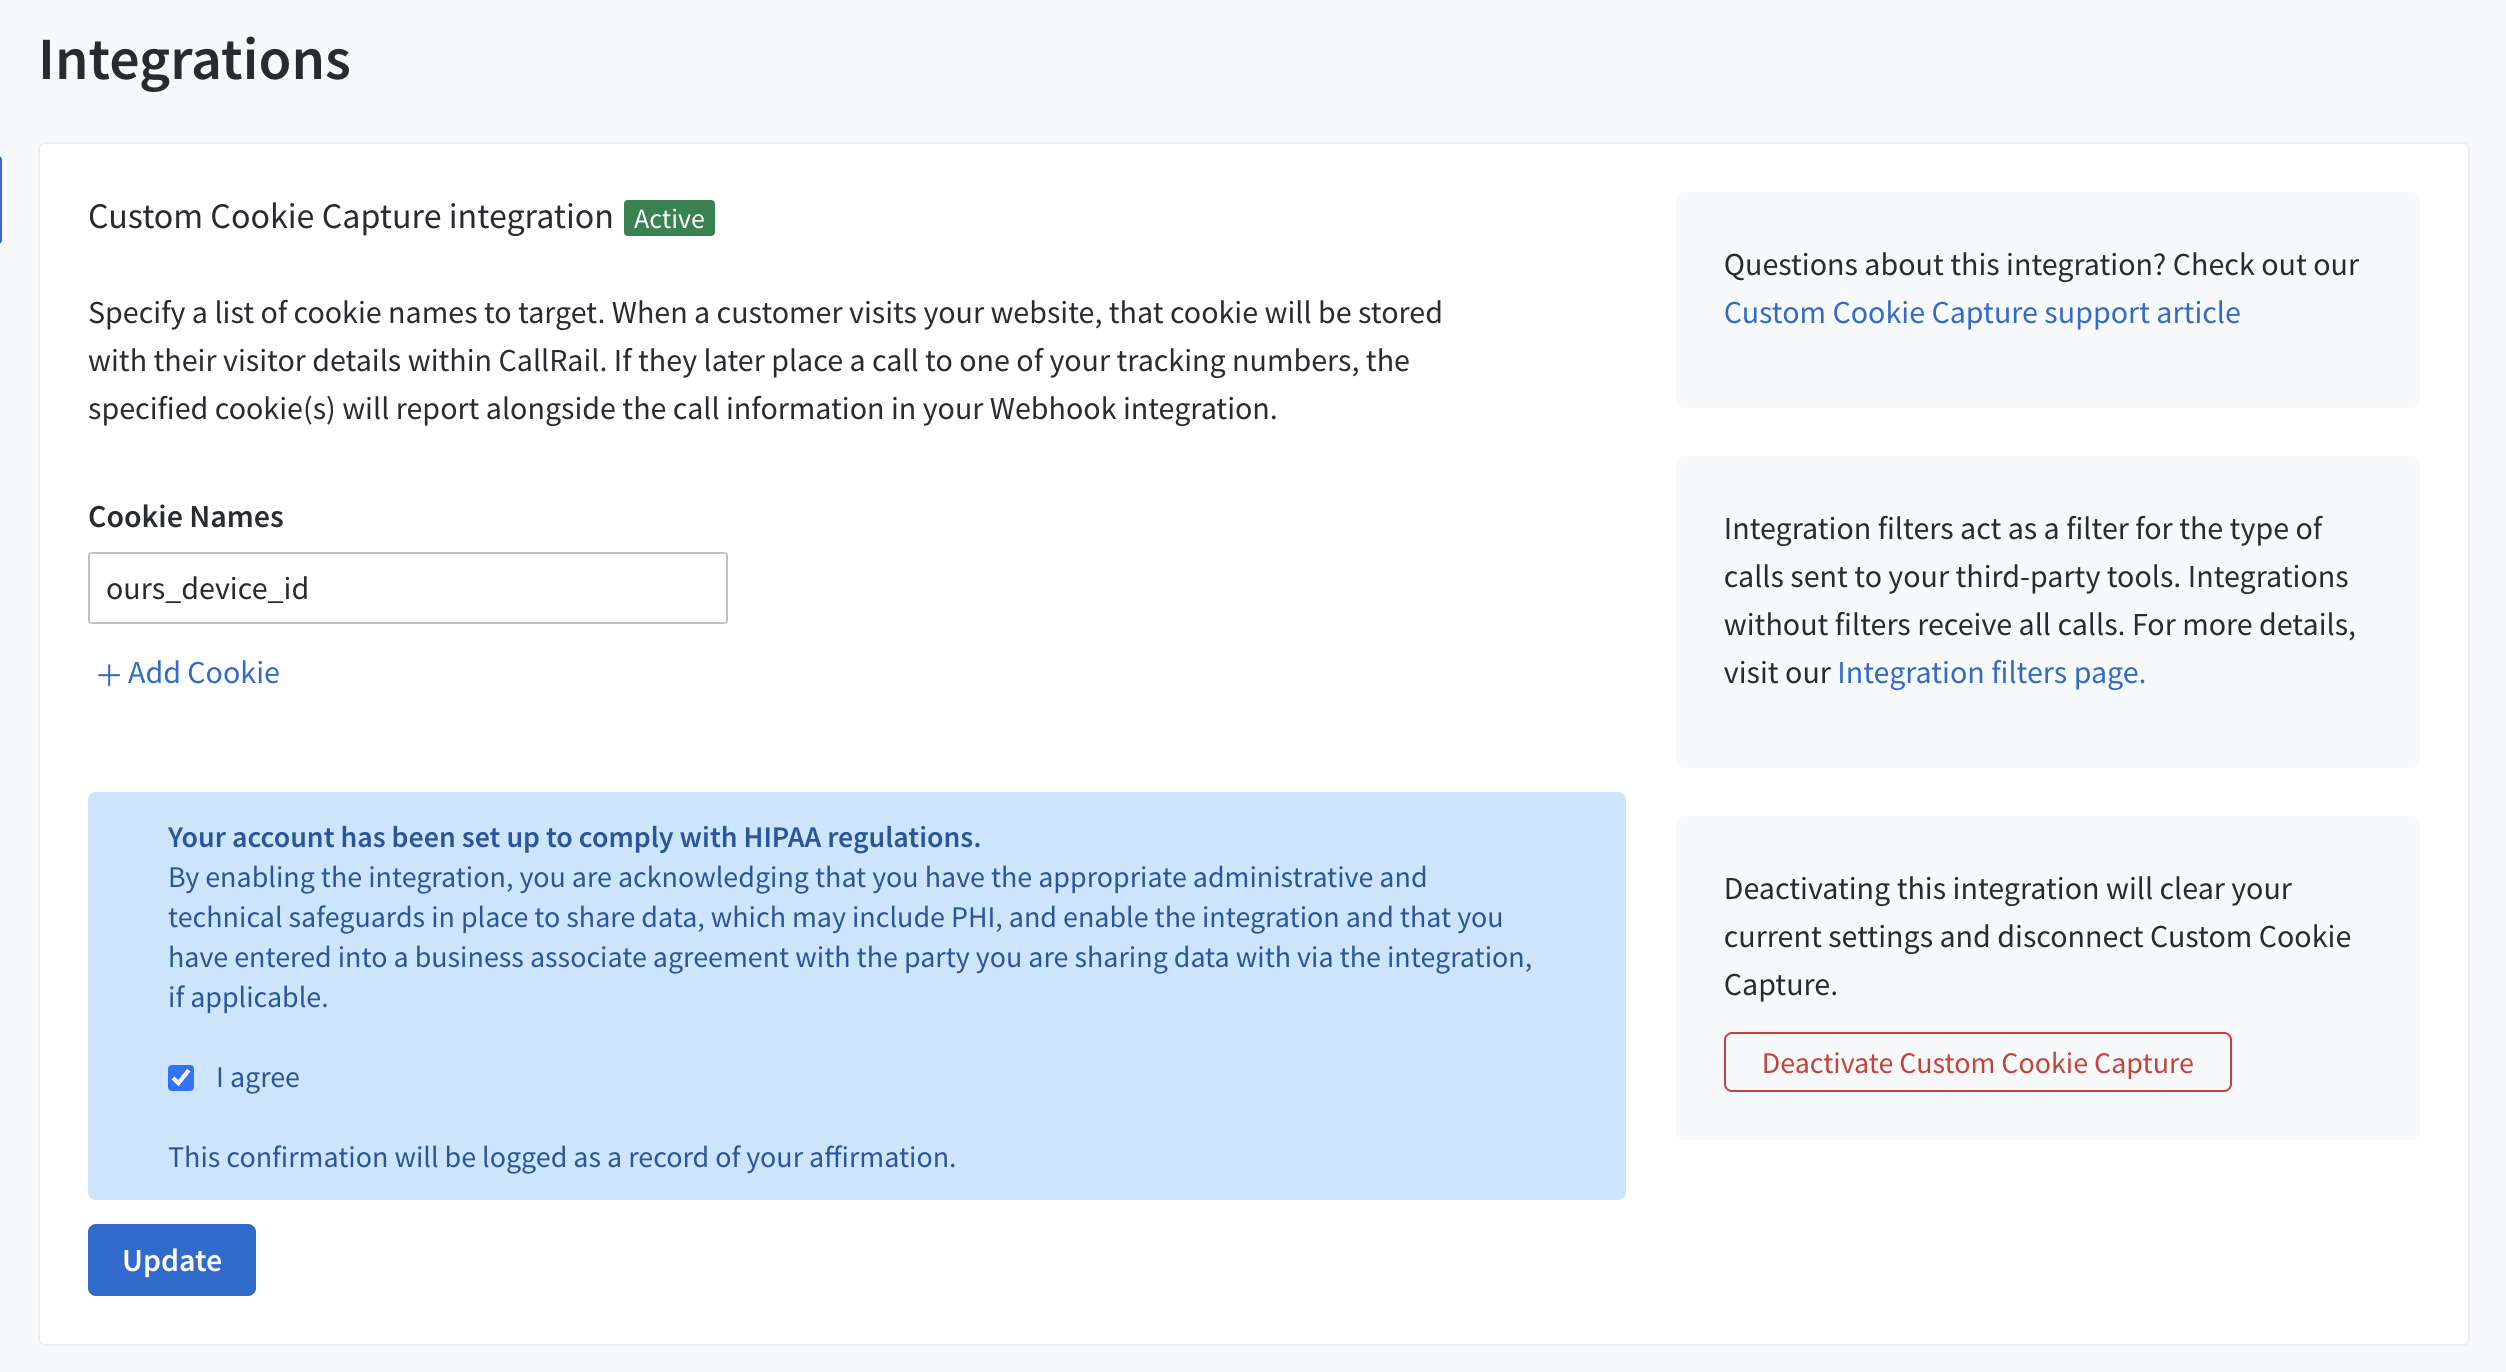 Integrations
Custom Cookie Capture integration Active
Specify a list of cookie names to target. When a customer visits your website, that cookie will be stored
with their visitor details within CallRail. If they later place a call to one of your tracking numbers, the
specified cookie(s) will report alongside the call information in your Webhook integration.
Cookie Names
ours_device_id
+ Add Cookie
Your account has been set up to comply with HIPAA regulations.
By enabling the integration, you are acknowledging that you have the appropriate administrative and
technical safeguards in place to share data, which may include PHI, and enable the integration and that you
have entered into a business associate agreement with the party you are sharing data with via the integration,
if applicable.
I agree
This confirmation will be logged as a record of your affirmation.
Update
Questions about this integration? Check out our
Custom Cookie Capture support article
Integration filters act as a filter for the type of
calls sent to your third-party tools. Integrations
without filters receive all calls. For more details,
visit our Integration filters page.
Deactivating this integration will clear your
current settings and disconnect Custom Cookie
Capture.
Deactivate Custom Cookie Capture